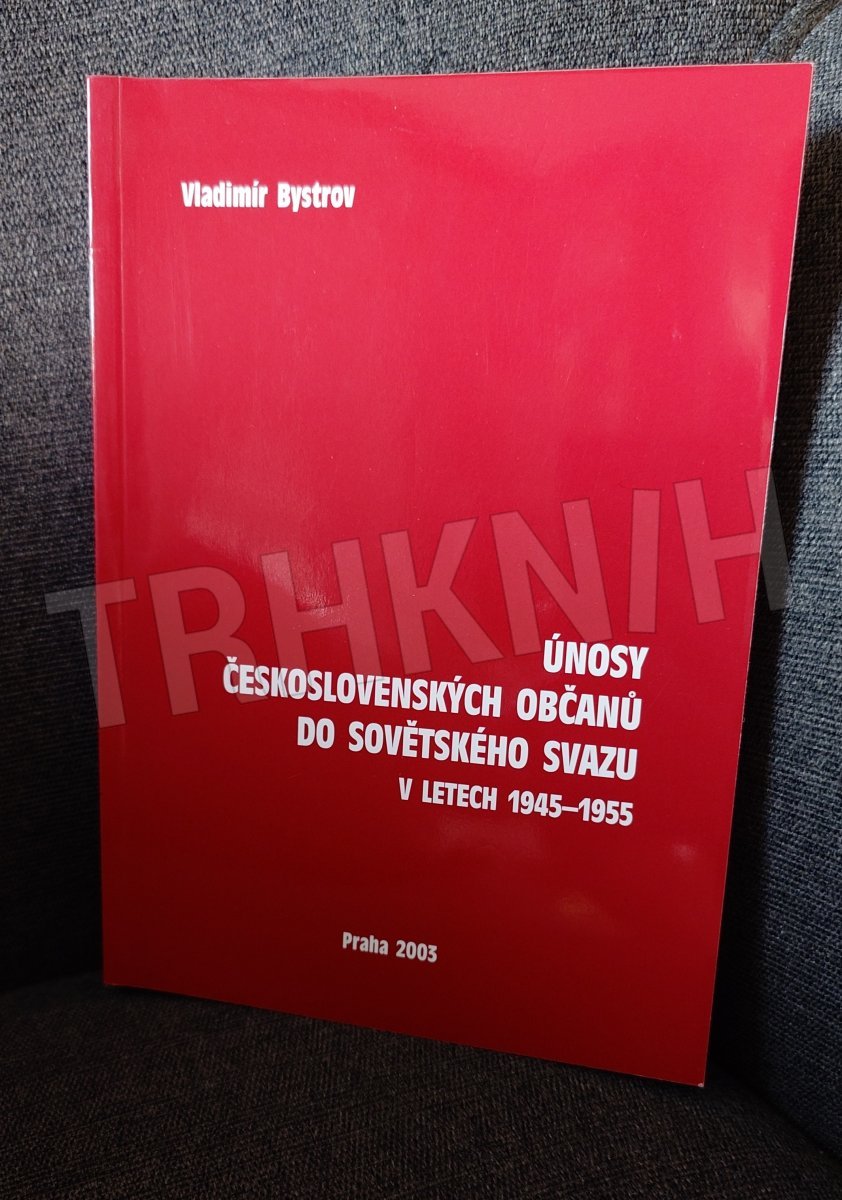 Vladimír Bystrov
TRHKNIH
ÚNOSY
ČESKOSLOVENSKÝCH OBČANŮ
DO SOVĚTSKÉHO SVAZU
V LETECH 1945–1955
Praha 2003